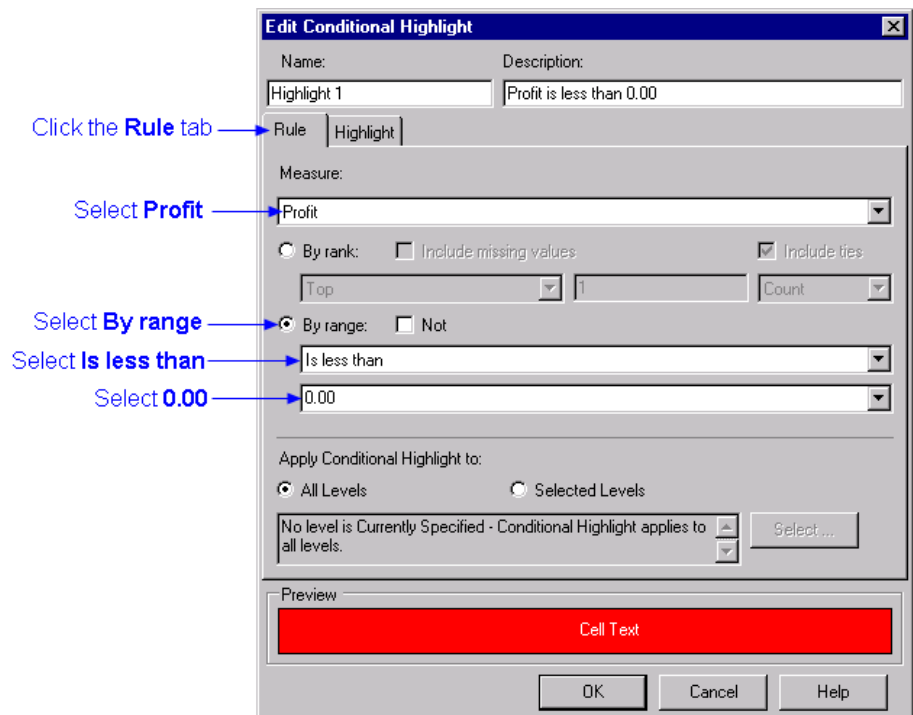 Edit Conditional Highlight
Name: Description:
Highlight 1 Profit is less than 0.00
Click the Rule tab Rule Highlight
Measure:
Select Profit Profit
By rank: Include missing values Include ties
Top 1 Count
Select By range By range: Not
Select Is less than Is less than
Select 0.00 0.00
Apply Conditional Highlight to:
All Levels Selected Levels
No level is Currently Specified - Conditional Highlight applies to
all levels.
Select ...
Preview
Cell Text
OK Cancel Help